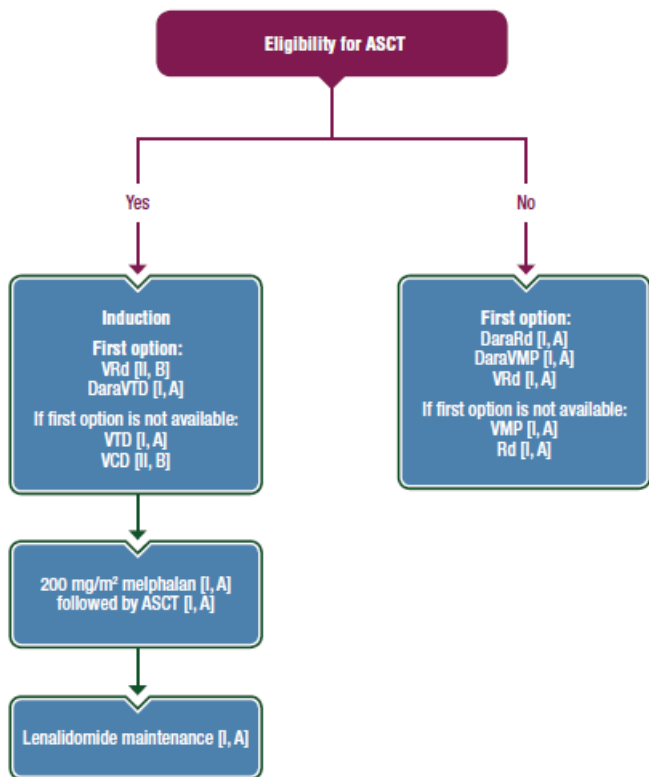 Eligibility for ASCT
Yes
No
Induction
First option:
VRd [II, B]
DaraVTD [I, A]
If first option is not available:
VTD [I, A]
VCD [II, B]
First option:
DaraRd [I, A]
DaraVMP [I, A]
VRd [I, A]
If first option is not available:
VMP [I, A]
Rd [I, A]
200 mg/m² melphalan [I, A]
followed by ASCT [I, A]
Lenalidomide maintenance [I, A]